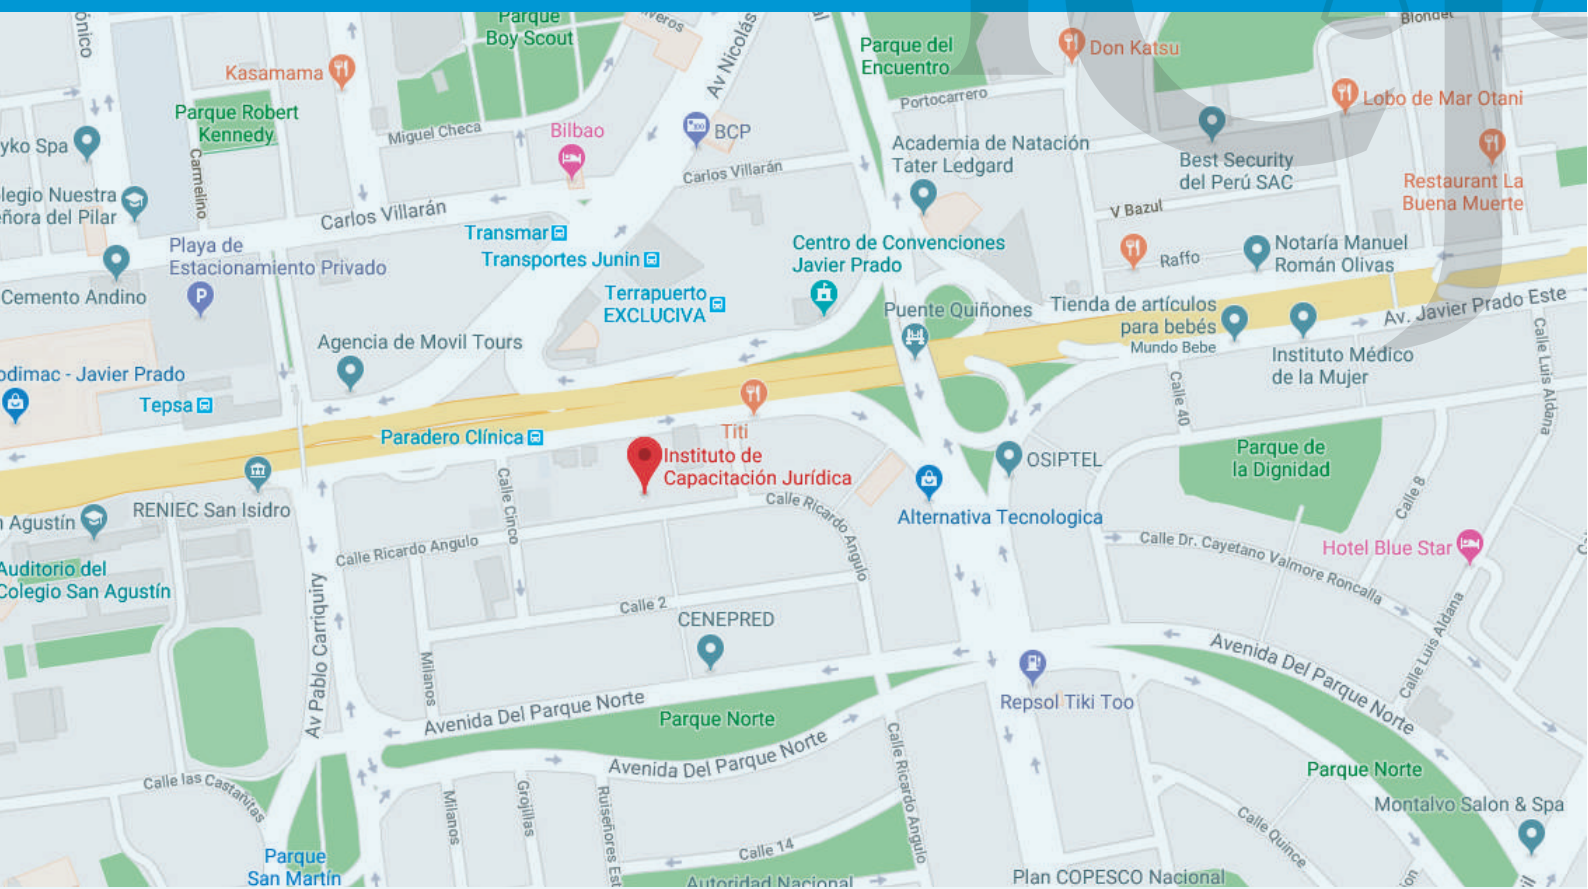 Parque
Boy Scout
Av Nicolás
Blondet
Kasamama
Parque del
Encuentro
Don Katsu
Parque Robert
Kennedy
Miguel Checa
Bilbao
BCP
Portocarrero
Lobo de Mar Otani
Academia de Natación
Tater Ledgard
Best Security
del Perú SAC
Carmelino
Carlos Villarán
Restaurant La
Buena Muerte
Carlos Villarán
V Bazul
Transmar
Transportes Junin
Playa de
Estacionamiento Privado
P
Centro de Convenciones
Javier Prado
Raffo
Notaría Manuel
Román Olivas
Cemento Andino
Terrapuerto
EXCLUCIVA
Puente Quiñones
Tienda de artículos
para bebés
Mundo Bebe
Av. Javier Prado Este
Agencia de Movil Tours
Instituto Médico
de la Mujer
Calle Luis Aldana
- Javier Prado
Tepsa
Calle 40
Paradero Clínica
Titi
Instituto de
Capacitación Jurídica
OSIPTEL
Parque de
la Dignidad
Calle Cinco
RENIEC San Isidro
Agustín
Calle Ricardo Angulo
Alternativa Tecnologica
Calle 8
Calle Ricardo Angulo
Calle Dr. Cayetano Valmore Roncalla
Hotel Blue Star
Auditorio del
Colegio San Agustín
Calle 2
CENEPRED
Av Pablo Carriquiry
Milanos
Calle Luis Aldana
Avenida Del Parque Norte
Avenida Del Parque Norte
Parque Norte
Repsol Tiki Too
Avenida Del Parque Norte
Calle Ricardo Angulo
Parque Norte
Calle las Castañitas
Milanos
Grojillas
Ruiseñores Est
Montalvo Salon & Spa
Calle Quince
Calle 14
Parque
San Martín
Autoridad Nacional
Plan COPESCO Nacional